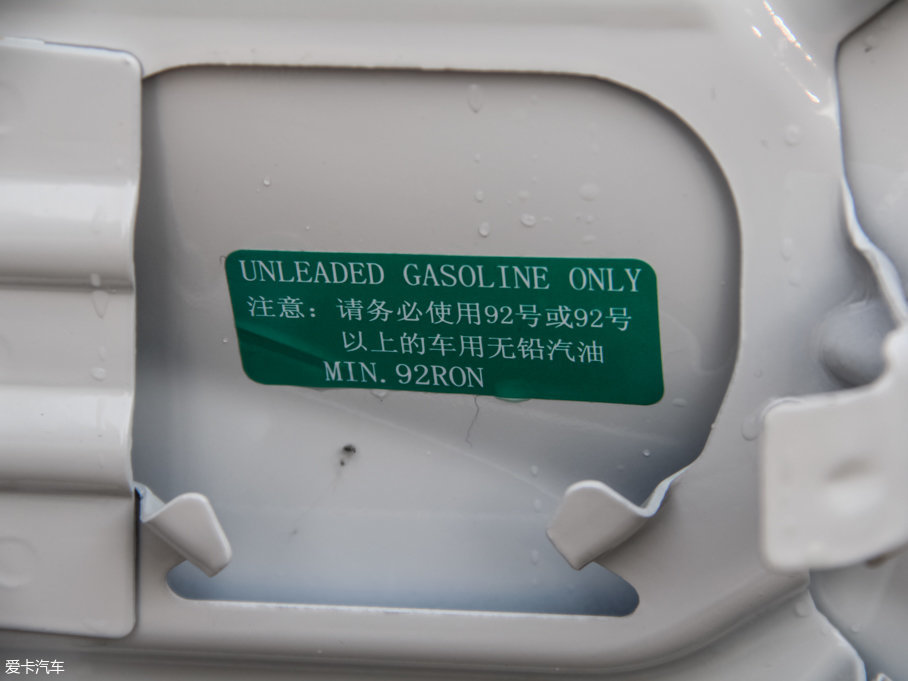 UNLEADED GASOLINE ONLY
注意：请务必使用92号或92号
以上的车用无铅汽油
MIN.92RON
爱卡汽车